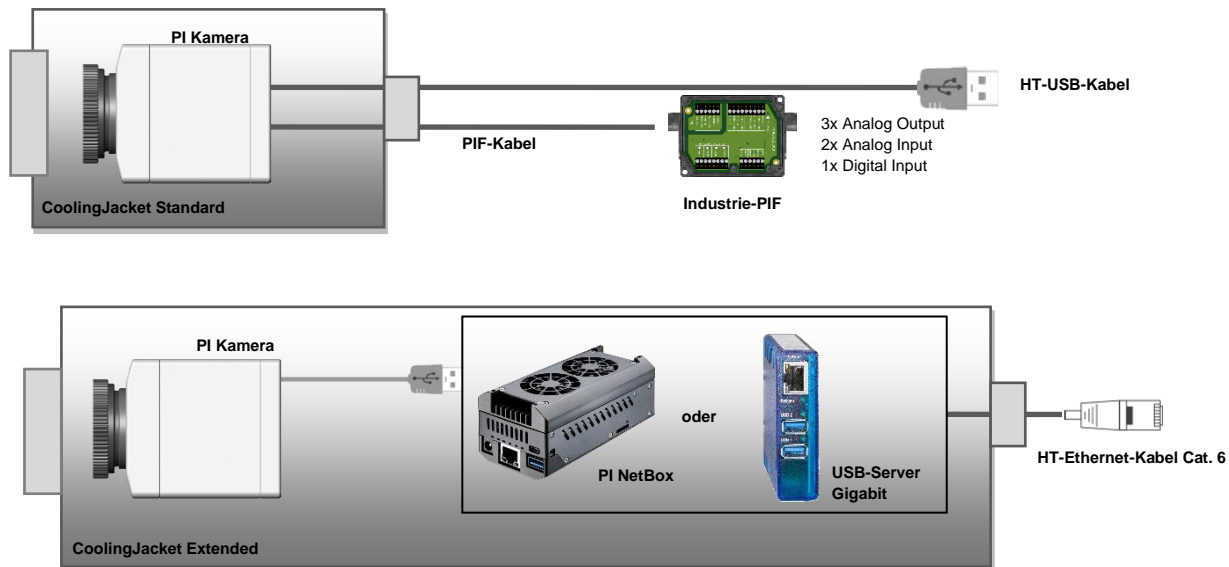 PI Kamera
HT-USB-Kabel
3x Analog Output
2x Analog Input
1x Digital Input
PIF-Kabel
Industrie-PIF
CoolingJacket Standard
PI Kamera
oder
PI NetBox
USB-Server
Gigabit
HT-Ethernet-Kabel Cat. 6
CoolingJacket Extended